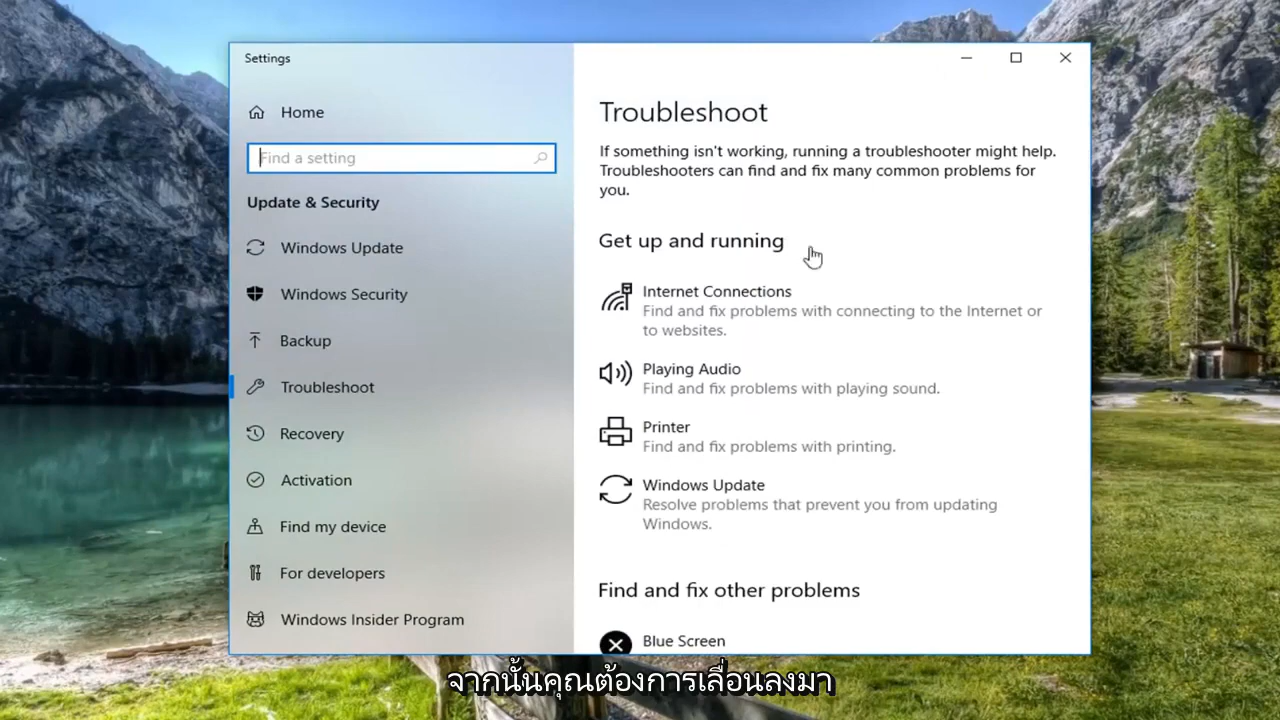 Settings
Home
Find a setting
Update & Security
Windows Update
Windows Security
Backup
Troubleshoot
Recovery
Activation
Find my device
For developers
Windows Insider Program
Troubleshoot
If something isn't working, running a troubleshooter might help.
Troubleshooters can find and fix many common problems for
you.
Get up and running
Internet Connections
Find and fix problems with connecting to the Internet or
to websites.
Playing Audio
Find and fix problems with playing sound.
Printer
Find and fix problems with printing.
Windows Update
Resolve problems that prevent you from updating
Windows.
Find and fix other problems
Blue Screen
จากนั้นคุณต้องการเลื่อนลงมา